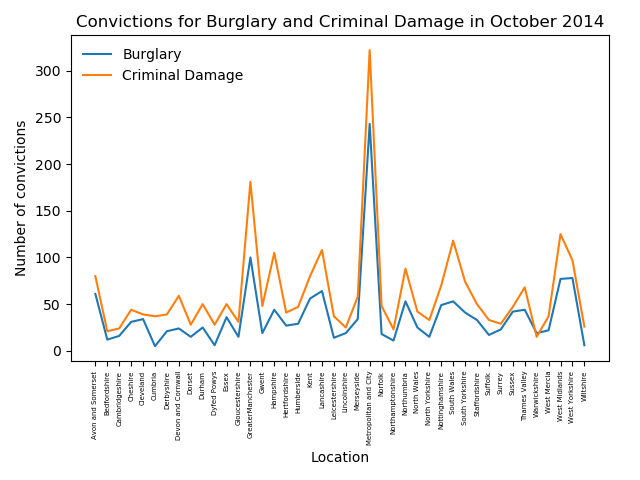 Convictions for Burglary and Criminal Damage in October 2014
Burglary
Criminal Damage
Number of convictions
300
250
200
150
100
50
0
Avon and Somerset
Bedfordshire
Cambridgeshire
Cheshire
Cleveland
Cumbria
Derbyshire
Devon and Cornwall
Dorset
Durham
Dyfed Powys
Essex
Gloucestershire
GreaterManchester
Gwent
Hampshire
Hertfordshire
Humberside
Kent
Lancashire
Leicestershire
Lincolnshire
Merseyside
Metropolitan and City
Norfolk
Northamptonshire
Northumbria
North Wales
North Yorkshire
Nottinghamshire
South Wales
South Yorkshire
Staffordshire
Suffolk
Surrey
Sussex
Thames Valley
Warwickshire
West Mercia
West Midlands
West Yorkshire
Wiltshire
Location